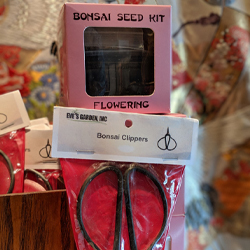 BONSAI SEED KIT
FLOWERING
EVE'S GARDEN, INC
Bonsai Clippers